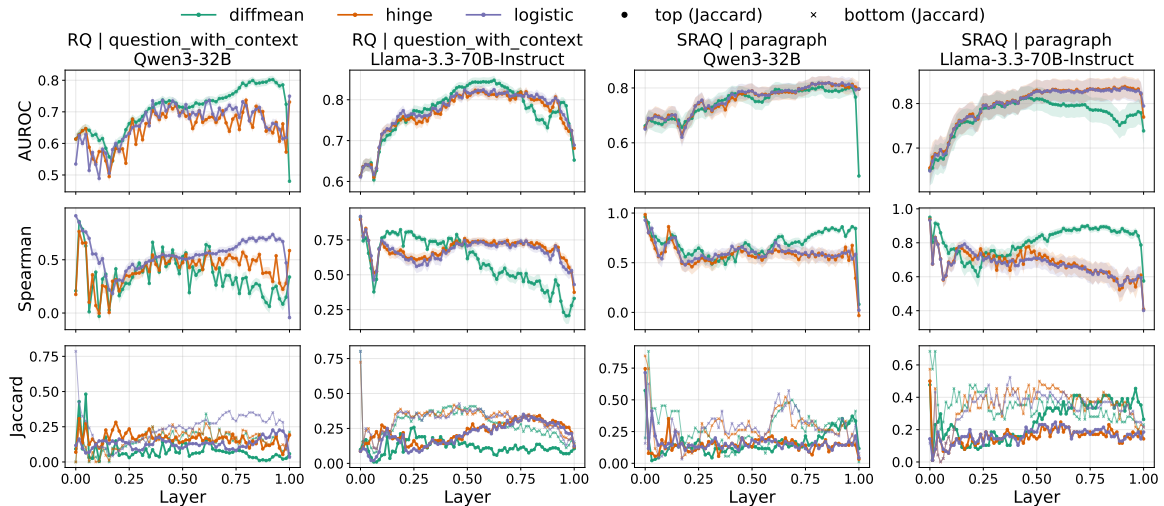 diffmean hinge logistic top (Jaccard) bottom (Jaccard)
RQ | question_with_context
Qwen3-32B
RQ | question_with_context
Llama-3.3-70B-Instruct
SRAQ | paragraph
Qwen3-32B
SRAQ | paragraph
Llama-3.3-70B-Instruct
AUROC
0.8
0.7
0.6
0.5
0.8
0.7
0.6
0.8
0.6
0.8
0.7
Spearman
0.5
0.0
0.75
0.50
0.25
1.0
0.5
0.0
1.0
0.8
0.6
0.4
Jaccard
0.75
0.50
0.25
0.00
0.75
0.50
0.25
0.00
0.75
0.50
0.25
0.00
0.6
0.4
0.2
0.0
0.00 0.25 0.50 0.75 1.00
0.00 0.25 0.50 0.75 1.00
0.00 0.25 0.50 0.75 1.00
0.00 0.25 0.50 0.75 1.00
Layer Layer Layer Layer